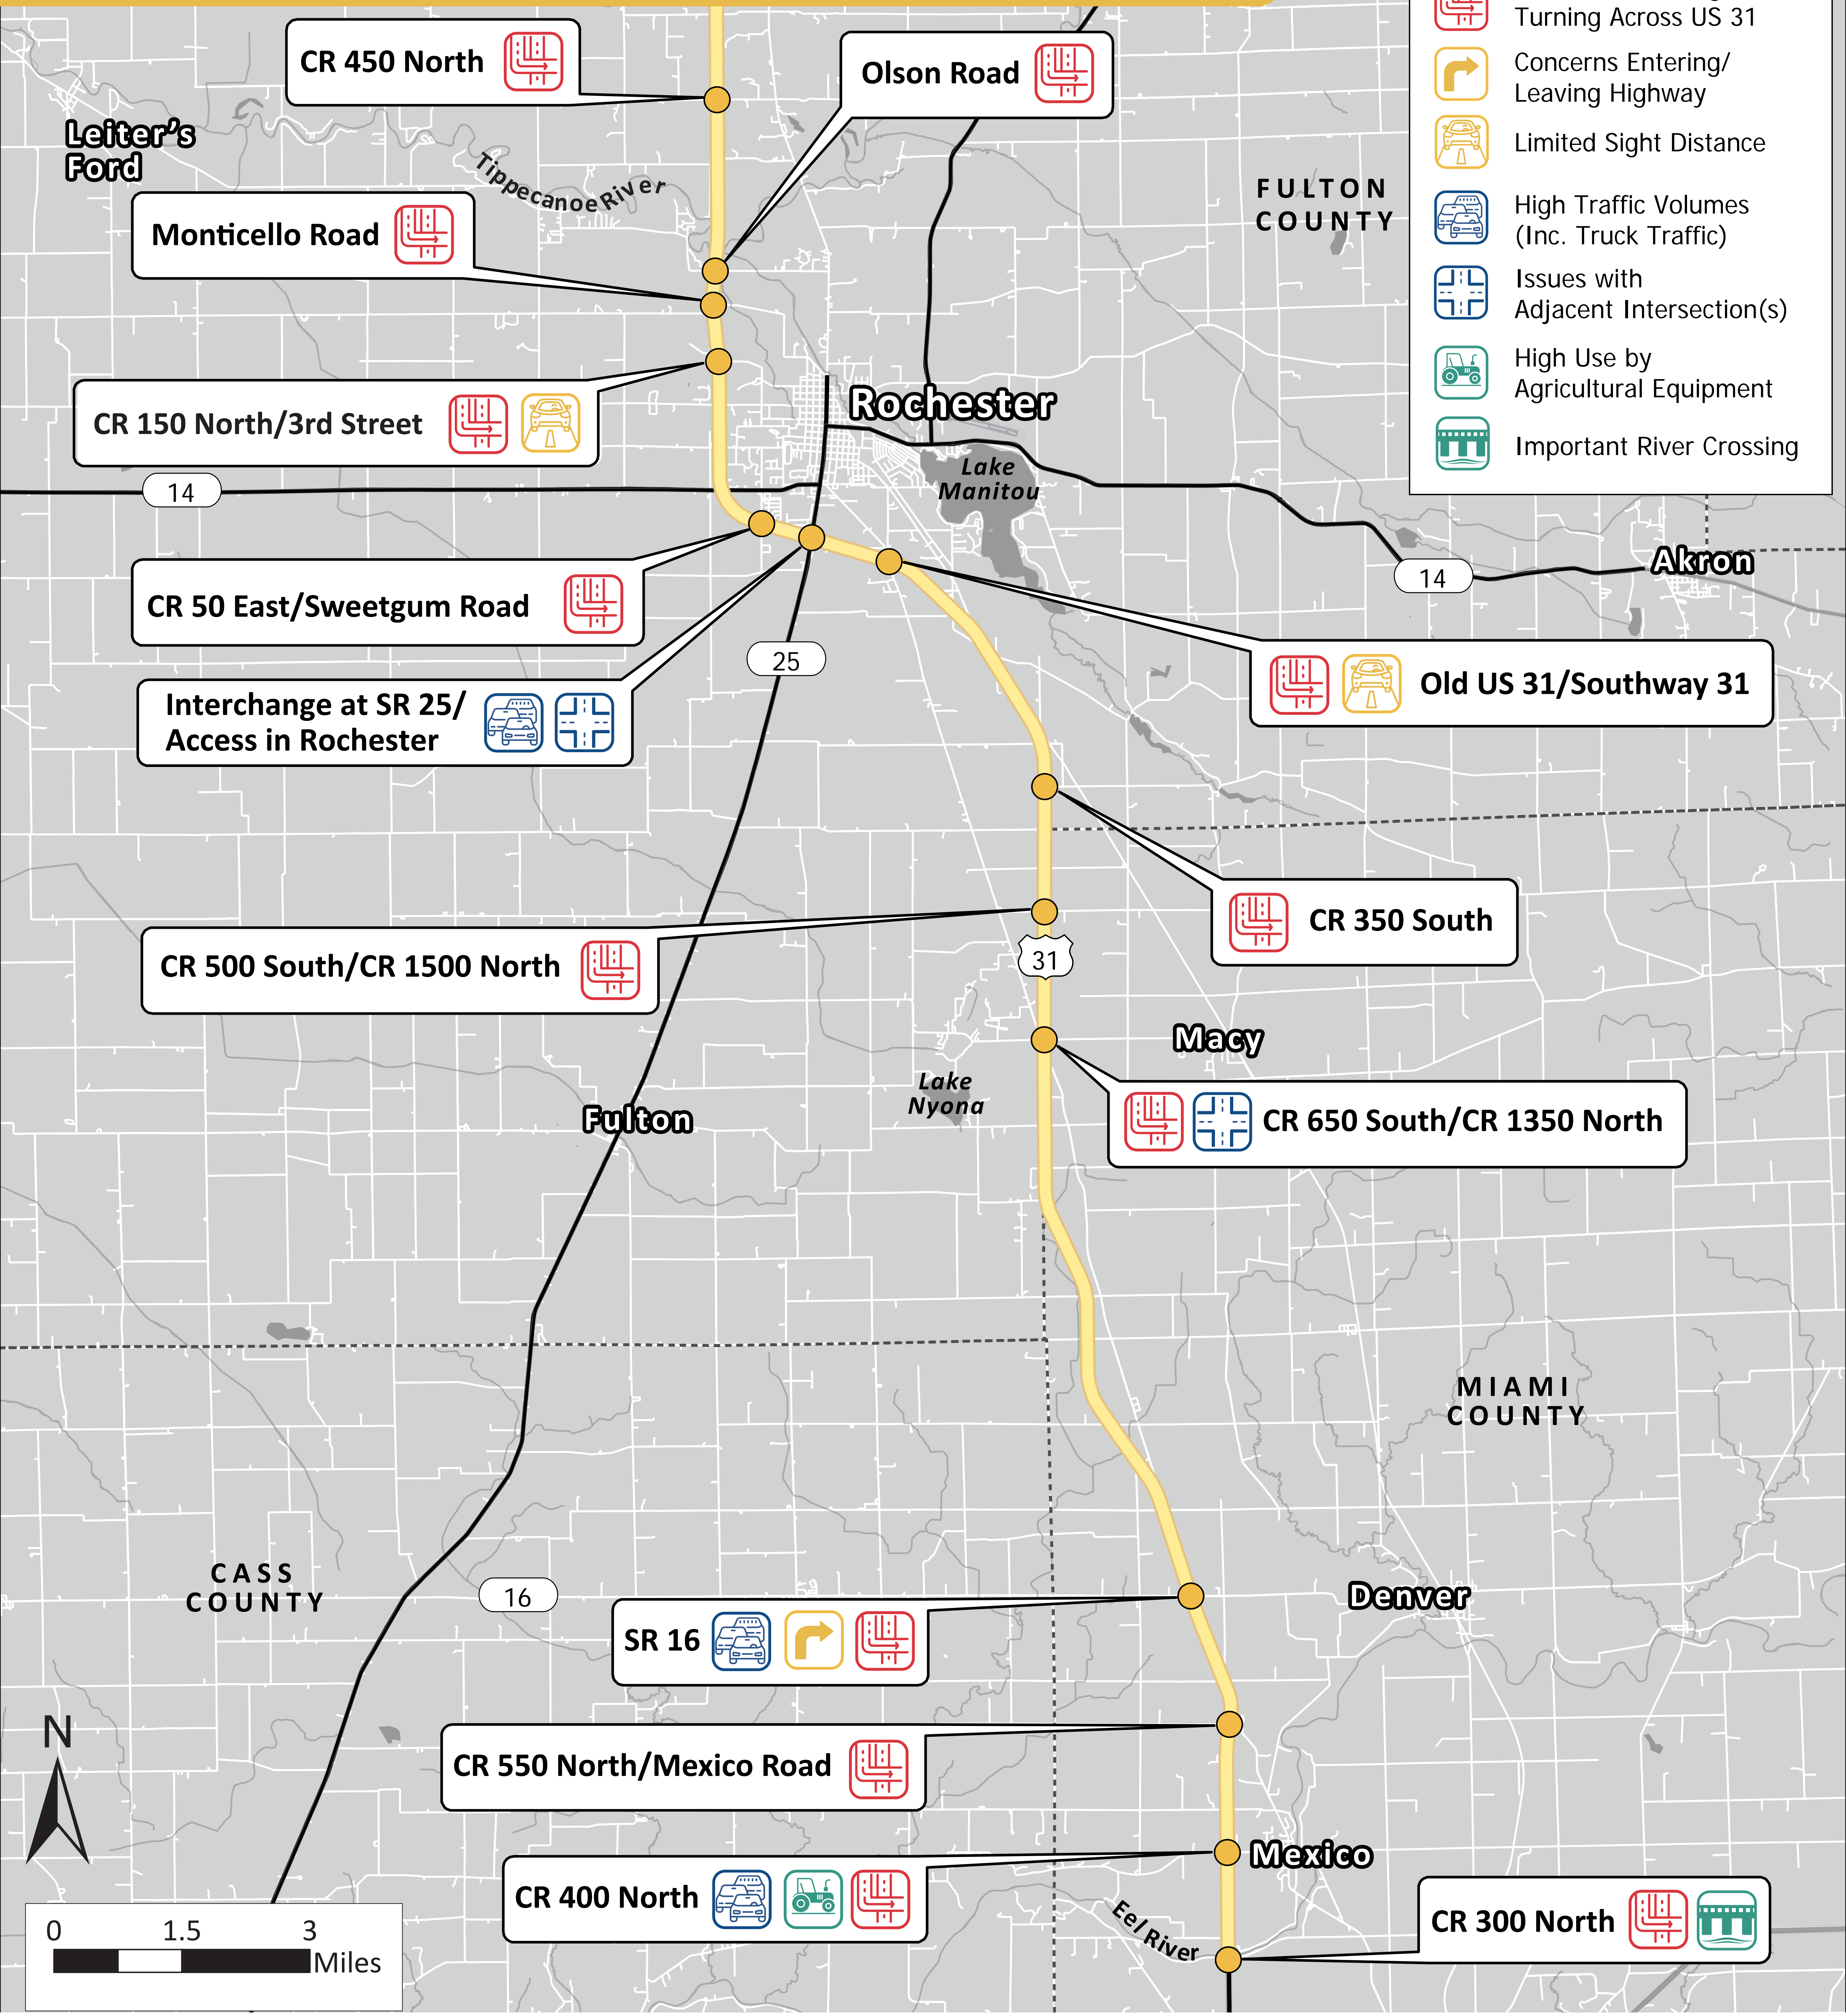 Turning Across US 31
Concerns Entering/
Leaving Highway
Limited Sight Distance
High Traffic Volumes
(Inc. Truck Traffic)
Issues with
Adjacent Intersection(s)
High Use by
Agricultural Equipment
Important River Crossing
CR 450 North
Olson Road
Leiter's
Ford
Tippecanoe River
FULTON
COUNTY
Monticello Road
CR 150 North/3rd Street
Rochester
Lake
Manitou
14
Akron
14
CR 50 East/Sweetgum Road
25
Interchange at SR 25/
Access in Rochester
Old US 31/Southway 31
CR 350 South
CR 500 South/CR 1500 North
31
Macy
Lake
Nyona
Fulton
CR 650 South/CR 1350 North
MIAMI
COUNTY
CASS
COUNTY
16
Denver
SR 16
N
CR 550 North/Mexico Road
Mexico
CR 400 North
Eel River
CR 300 North
0 1.5 3
Miles